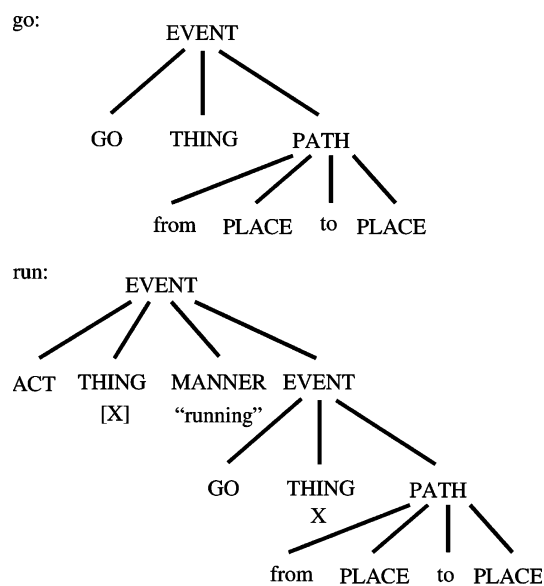 go:
EVENT
GO THING PATH
from PLACE to PLACE
run:
EVENT
ACT THING MANNER EVENT
[X] “running”
GO THING PATH
X
from PLACE to PLACE